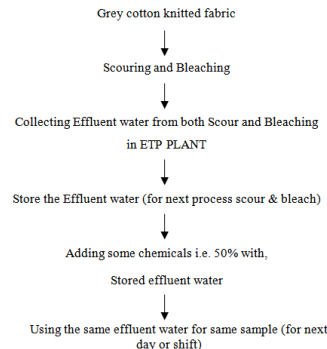 Grey cotton knitted fabric
Scouring and Bleaching
Collecting Effluent water from both Scour and Bleaching
in ETP PLANT
Store the Effluent water (for next process scour & bleach)
Adding some chemicals i.e. 50% with,
Stored effluent water
Using the same effluent water for same sample (for next
day or shift)